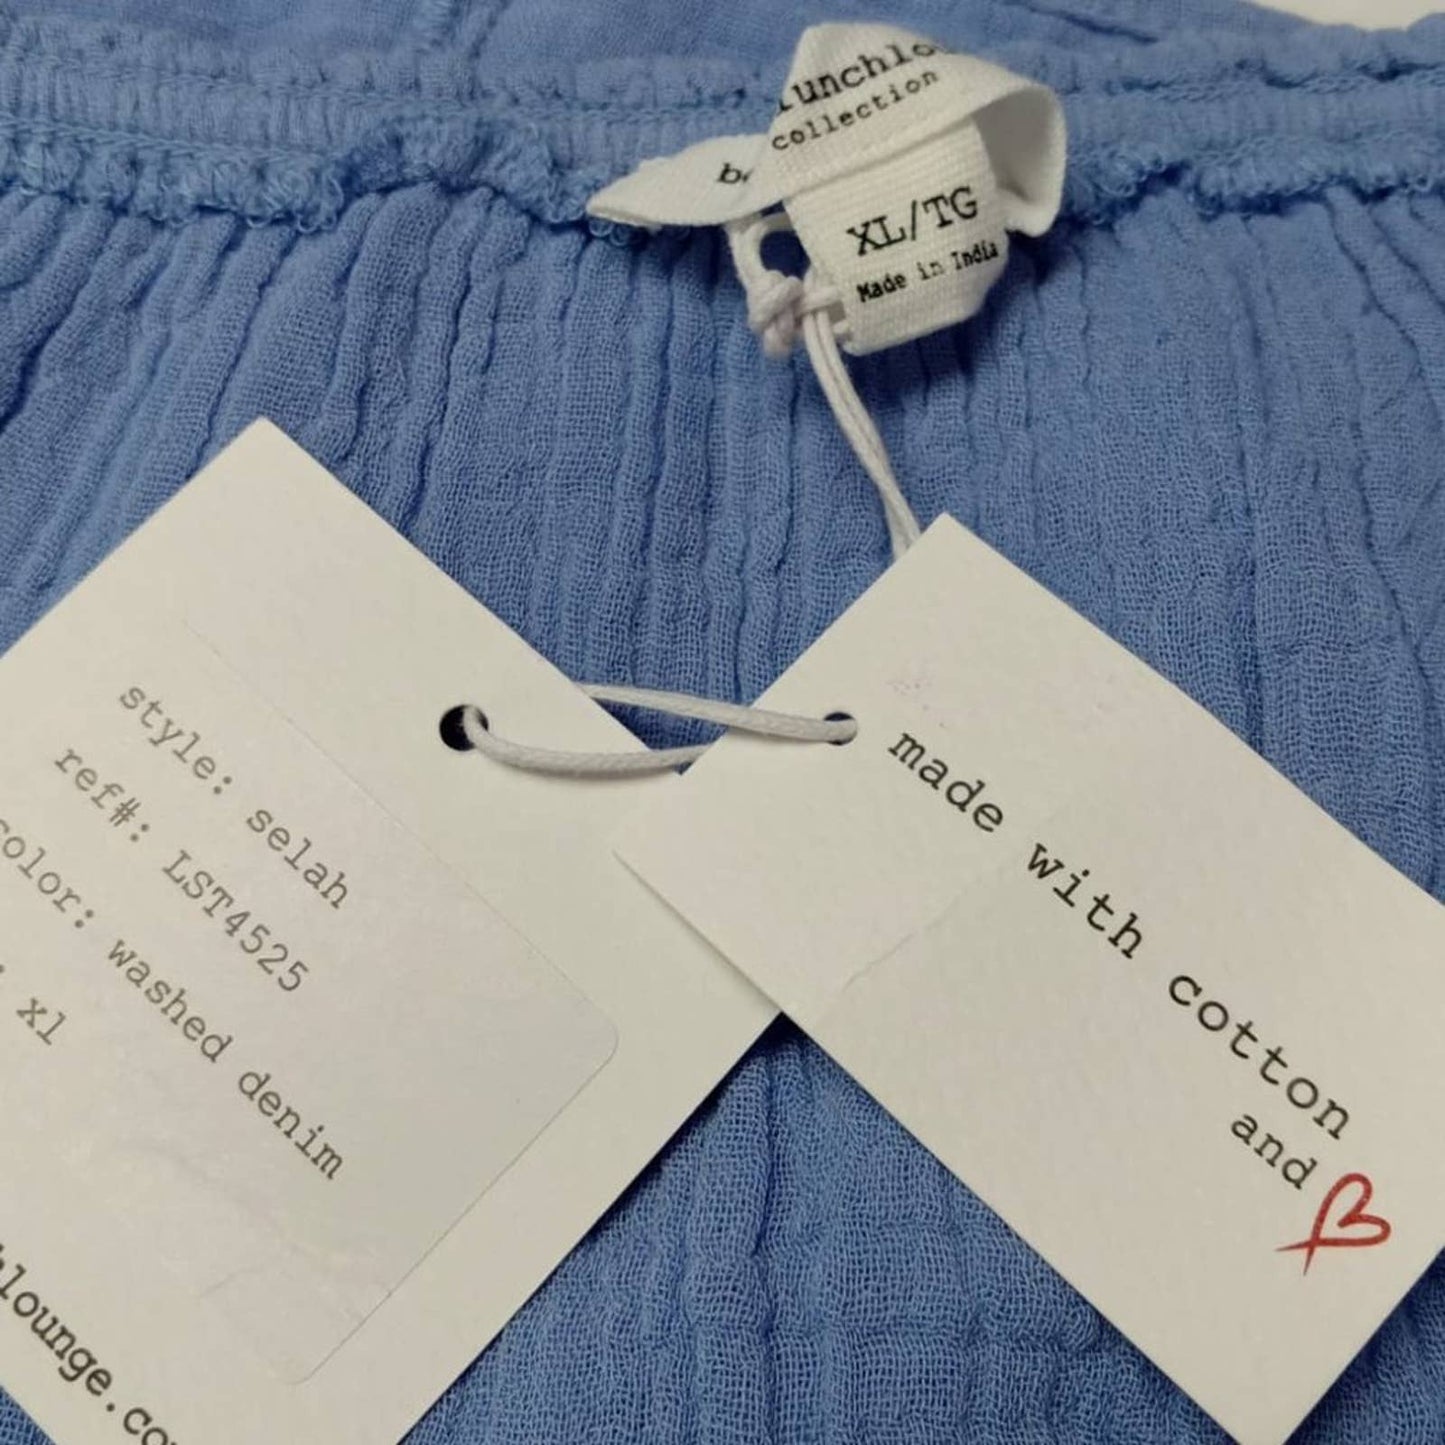 collection
XL/TG
Made in India
style: selah
ref#: LST4525
color: washed denim
xl
made with cotton
and